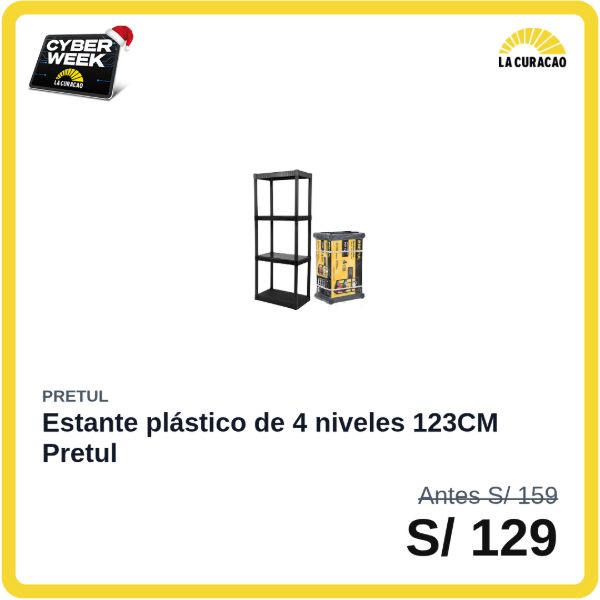 CYBER
WEEK
LA CURACAO
LA CURACAO
PRETUL
Estante plástico de 4 niveles 123CM
Pretul
Antes S/ 159
S/ 129